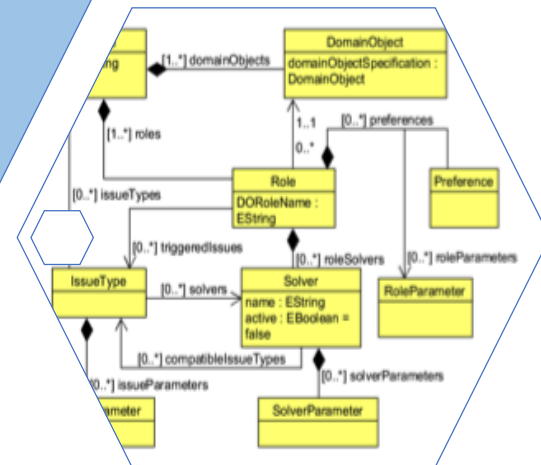 ng
[1..*] domainObjects
DomainObject
domainObjectSpecification :
DomainObject
[1..*] roles
1..1
0..*
[0..*] preferences
[0..*] issueTypes
Role
DORoleName :
EString
Preference
[0..*] triggeredIssues
[0..*] roleSolvers
[0..*] roleParameters
IssueType
[0..*] solvers
Solver
name : EString
active : EBoolean =
false
RoleParameter
[0..*] compatibleIssueTypes
[0..*] issueParameters
[0..*] solverParameters
ameter
SolverParameter